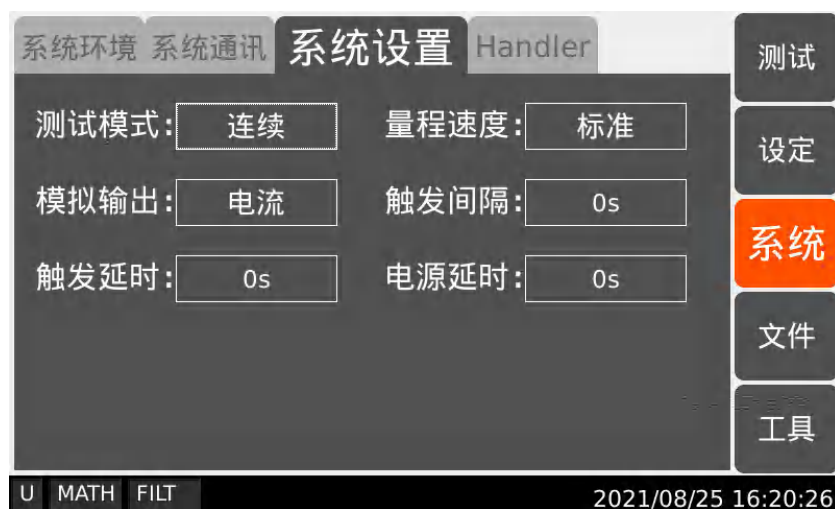 系统环境 系统通讯 系统设置 Handler
测试
测试模式: 连续 量程速度: 标准
设定
模拟输出: 电流 触发间隔: 0s
系统
触发延时: 0s 电源延时: 0s
文件
工具
U MATH FILT 2021/08/25 16:20:26